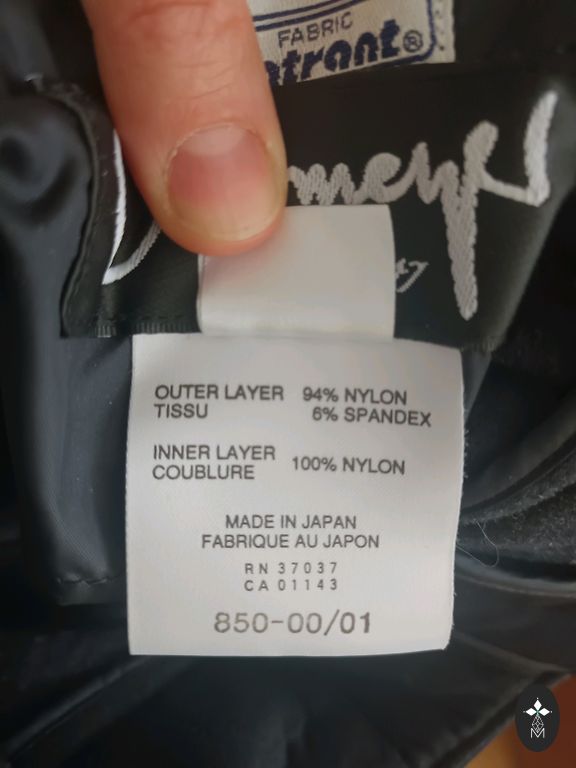 FABRIC
OUTER LAYER 94% NYLON
TISSU 6% SPANDEX
INNER LAYER 100% NYLON
COUBLURE
MADE IN JAPAN
FABRIQUE AU JAPON
RN 37037
CA 01143
850-00/01